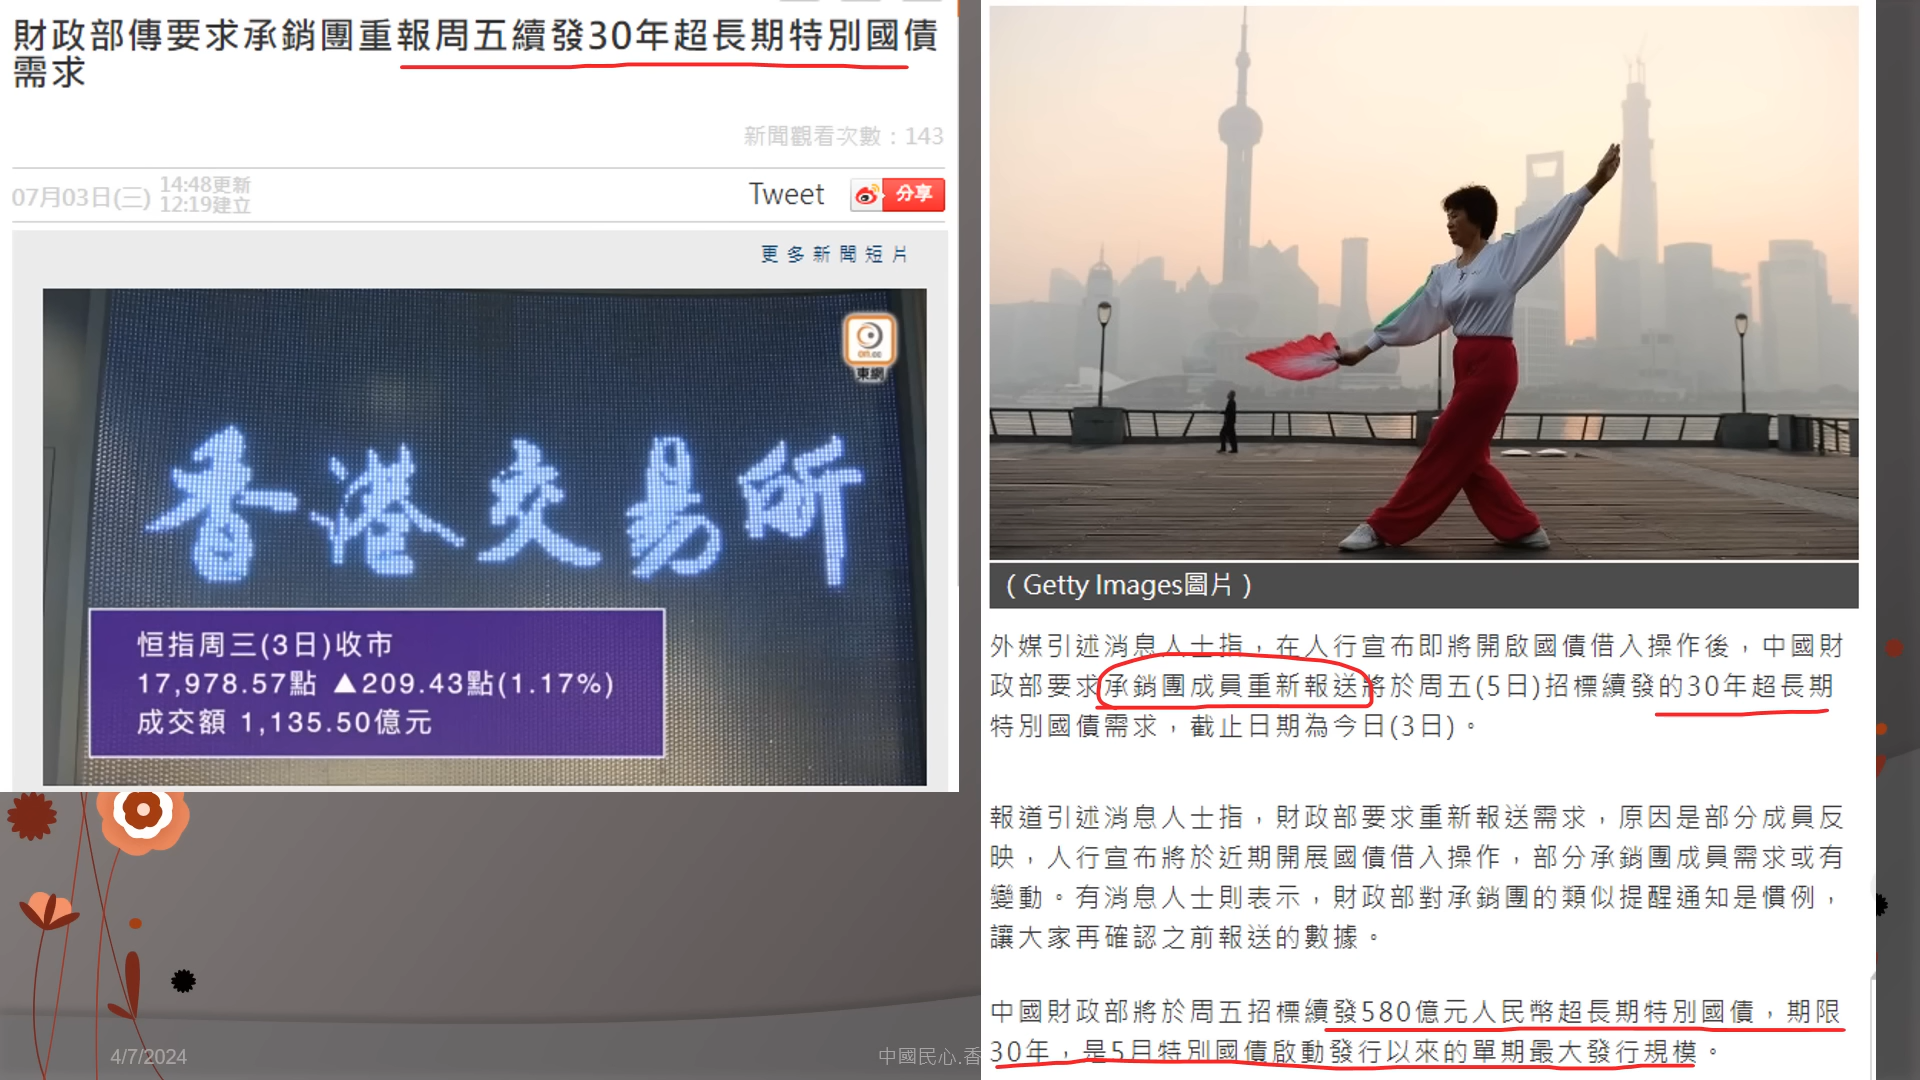 財政部傳要求承銷團重報周五續發30年超長期特別國債
需求
新聞觀看次數：143
07月03日(三)
14:48更新
12:19建立
Tweet
分享
更多新聞短片
on.cc
東網
香港交易所
恒指周三(3日)收市
17,978.57點 ▲209.43點(1.17%)
成交額 1,135.50億元
4/7/2024
中國民心.香
（Getty Images圖片）
外媒引述消息人士指，在人行宣布即將開啟國債借入操作後，中國財
政部要求承銷團成員重新報送將於周五(5日)招標續發的30年超長期
特別國債需求，截止日期為今日(3日)。
報道引述消息人士指，財政部要求重新報送需求，原因是部分成員反
映，人行宣布將於近期開展國債借入操作，部分承銷團成員需求或有
變動。有消息人士則表示，財政部對承銷團的類似提醒通知是慣例，
讓大家再確認之前報送的數據。
中國財政部將於周五招標續發580億元人民幣超長期特別國債，期限
30年，是5月特別國債啟動發行以來的單期最大發行規模。